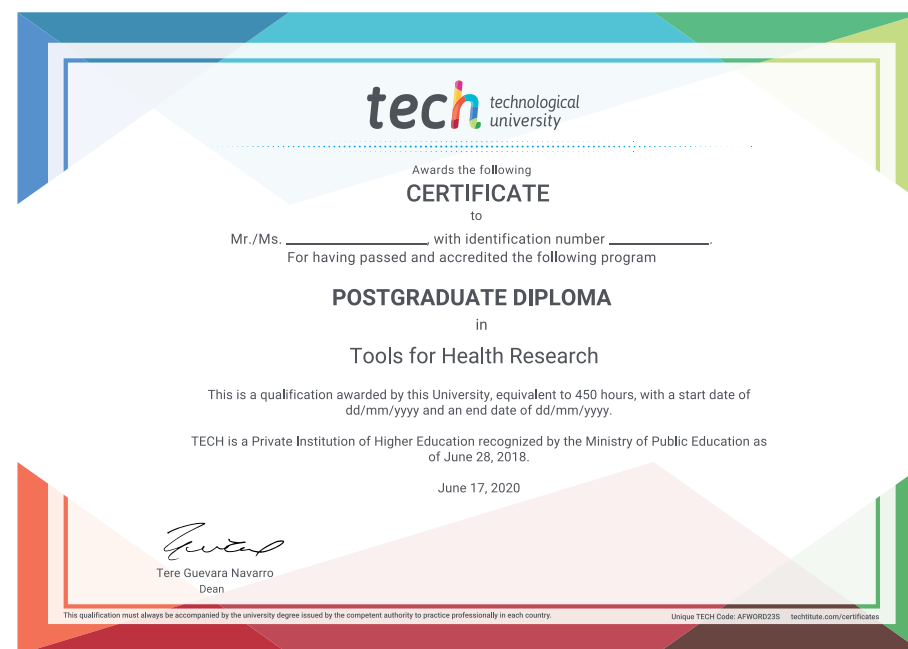 tech technological
university
Awards the following
CERTIFICATE
to
Mr./Ms. ____________________, with identification number ______________.
For having passed and accredited the following program
POSTGRADUATE DIPLOMA
in
Tools for Health Research
This is a qualification awarded by this University, equivalent to 450 hours, with a start date of
dd/mm/yyyy and an end date of dd/mm/yyyy.
TECH is a Private Institution of Higher Education recognized by the Ministry of Public Education as
of June 28, 2018.
June 17, 2020
Tere Guevara Navarro
Dean
This qualification must always be accompanied by the university degree issued by the competent authority to practice professionally in each country.
Unique TECH Code: AFWORD23S techtitute.com/certificates